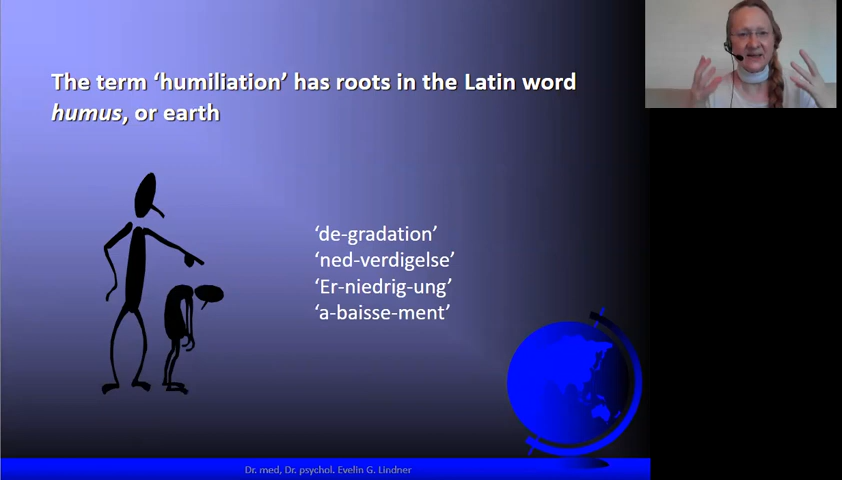 The term ‘humiliation’ has roots in the Latin word
humus, or earth
‘de-gradation’
‘ned-verdigelse’
‘Er-niedrig-ung’
‘a-baisse-ment’
Dr. med, Dr. psychol. Evelin G. Lindner